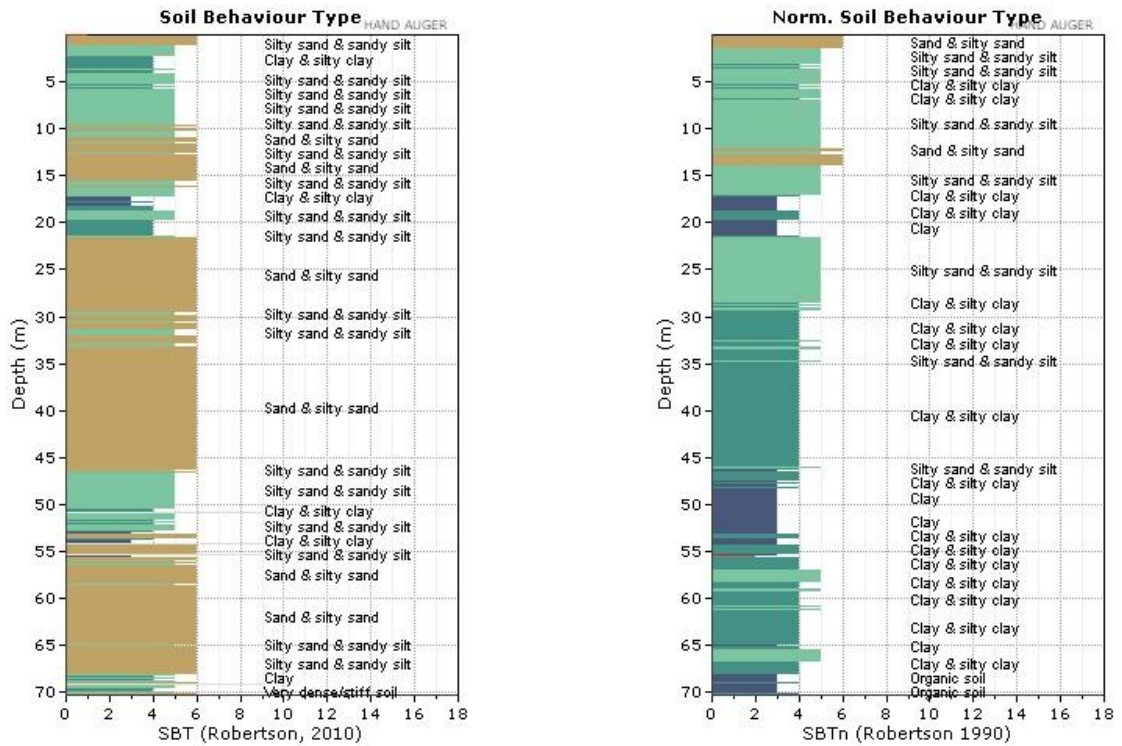 Soil Behaviour Type
HAND AUGER
Silty sand & sandy silt
Clay & silty clay
Silty sand & sandy silt
Silty sand & sandy silt
Silty sand & sandy silt
Silty sand & sandy silt
Sand & silty sand
Silty sand & sandy silt
Sand & silty sand
Silty sand & sandy silt
Clay & silty clay
Silty sand & sandy silt
Silty sand & sandy silt
Sand & silty sand
Silty sand & sandy silt
Silty sand & sandy silt
Sand & silty sand
Silty sand & sandy silt
Silty sand & sandy silt
Clay & silty clay
Silty sand & sandy silt
Clay & silty clay
Silty sand & sandy silt
Sand & silty sand
Sand & silty sand
Silty sand & sandy silt
Silty sand & sandy silt
Clay
Very dense/stiff soil
5
10
15
20
25
30
35
40
45
50
55
60
65
70
Depth (m)
0 2 4 6 8 10 12 14 16 18
SBT (Robertson, 2010)
Norm. Soil Behaviour Type
HAND AUGER
Sand & silty sand
Silty sand & sandy silt
Silty sand & sandy silt
Clay & silty clay
Clay & silty clay
Silty sand & sandy silt
Sand & silty sand
Silty sand & sandy silt
Clay & silty clay
Clay & silty clay
Clay
Silty sand & sandy silt
Clay & silty clay
Clay & silty clay
Clay & silty clay
Silty sand & sandy silt
Clay & silty clay
Silty sand & sandy silt
Clay & silty clay
Clay
Clay
Clay & silty clay
Clay & silty clay
Clay & silty clay
Clay & silty clay
Clay & silty clay
Clay & silty clay
Clay
Clay & silty clay
Organic soil
Organic soil
5
10
15
20
25
30
35
40
45
50
55
60
65
70
Depth (m)
0 2 4 6 8 10 12 14 16 18
SBTn (Robertson 1990)